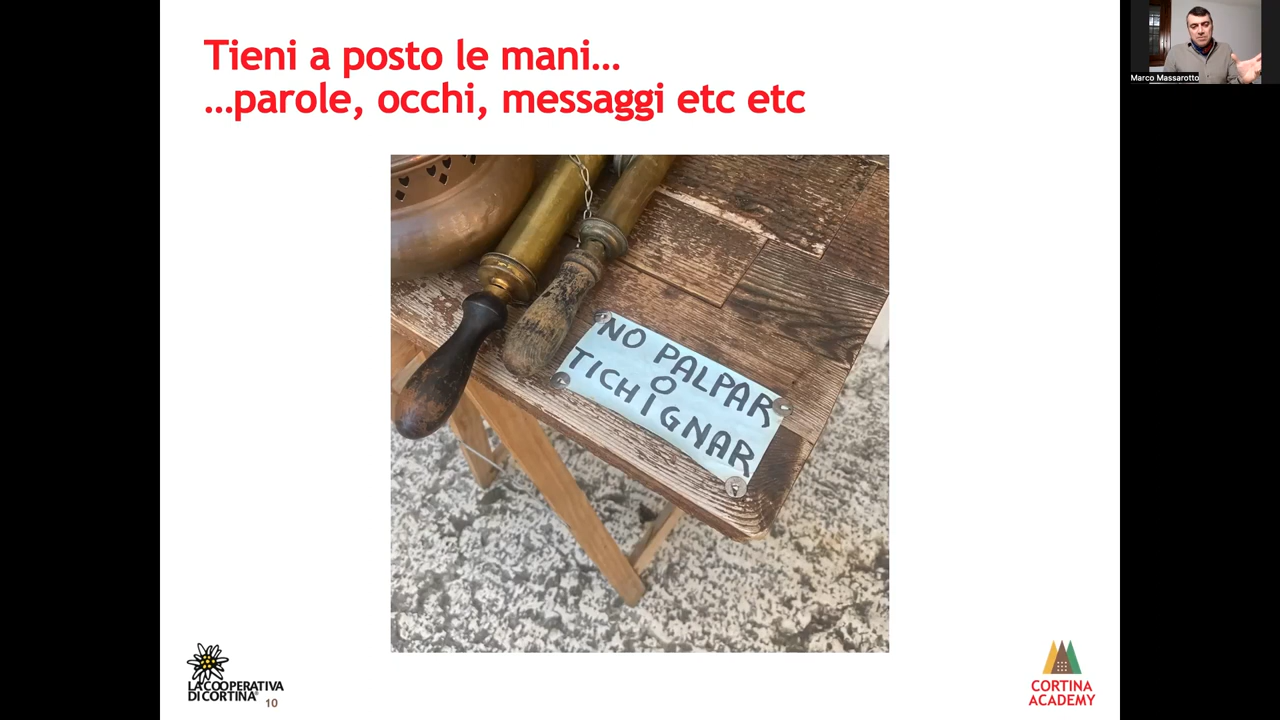 Tieni a posto le mani...
...parole, occhi, messaggi etc etc
Marco Massarotto
NO PALPAR
O
TICHIGNAR
LA COOPERATIVA
DI CORTINA
10
CORTINA
ACADEMY